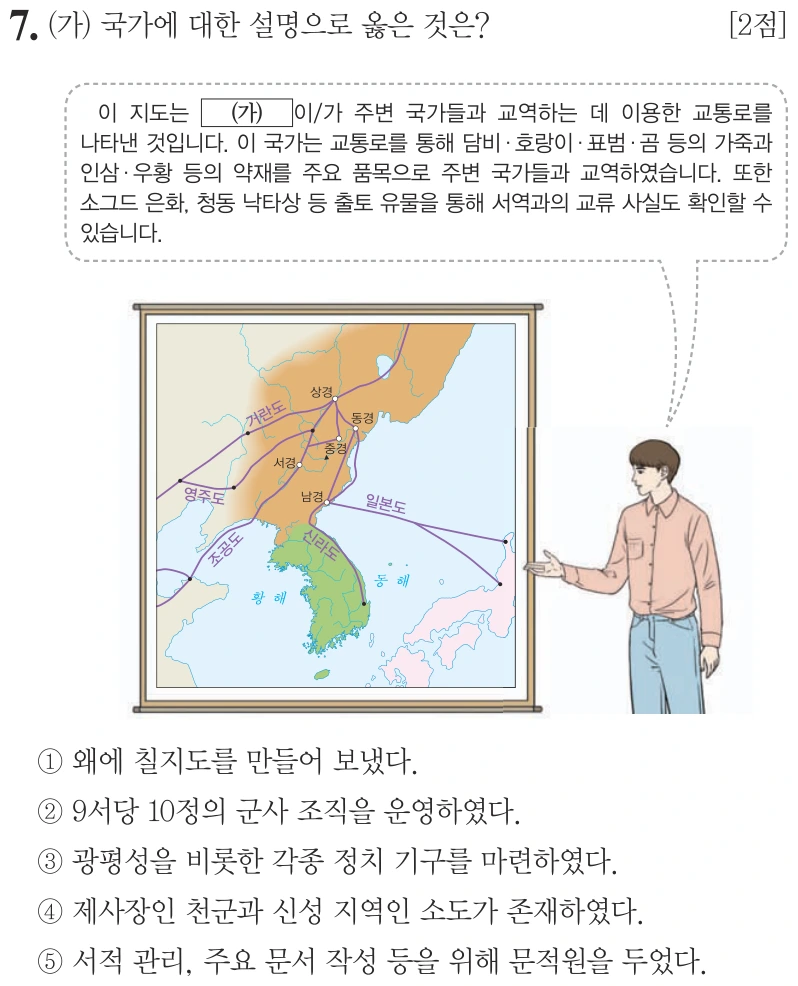 7. (가) 국가에 대한 설명으로 옳은 것은? [2점]
이 지도는 (가) 이/가 주변 국가들과 교역하는 데 이용한 교통로를
나타낸 것입니다. 이 국가는 교통로를 통해 담비·호랑이·표범·곰 등의 가죽과
인삼·우황 등의 약재를 주요 품목으로 주변 국가들과 교역하였습니다. 또한
소그드 은화, 청동 낙타상 등 출토 유물을 통해 서역과의 교류 사실도 확인할 수
있습니다.
상경
거란도
동경
중경
서경
영주도
남경
일본도
조공도
신라도
동해
황해
① 왜에 칠지도를 만들어 보냈다.
② 9서당 10정의 군사 조직을 운영하였다.
③ 광평성을 비롯한 각종 정치 기구를 마련하였다.
④ 제사장인 천군과 신성 지역인 소도가 존재하였다.
⑤ 서적 관리, 주요 문서 작성 등을 위해 문적원을 두었다.